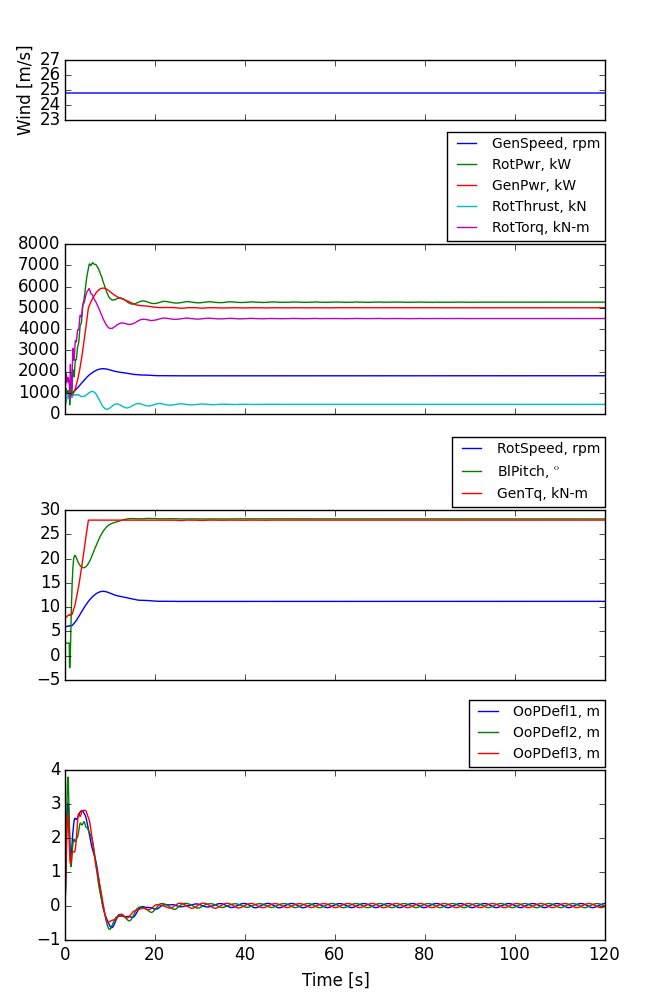 Wind [m/s]
27
26
25
24
23
GenSpeed, rpm
RotPwr, kW
GenPwr, kW
RotThrust, kN
RotTorq, kN-m
8000
7000
6000
5000
4000
3000
2000
1000
0
RotSpeed, rpm
BlPitch, °
GenTq, kN-m
30
25
20
15
10
5
0
−5
OoPDefl1, m
OoPDefl2, m
OoPDefl3, m
4
3
2
1
0
−1
0 20 40 60 80 100 120
Time [s]